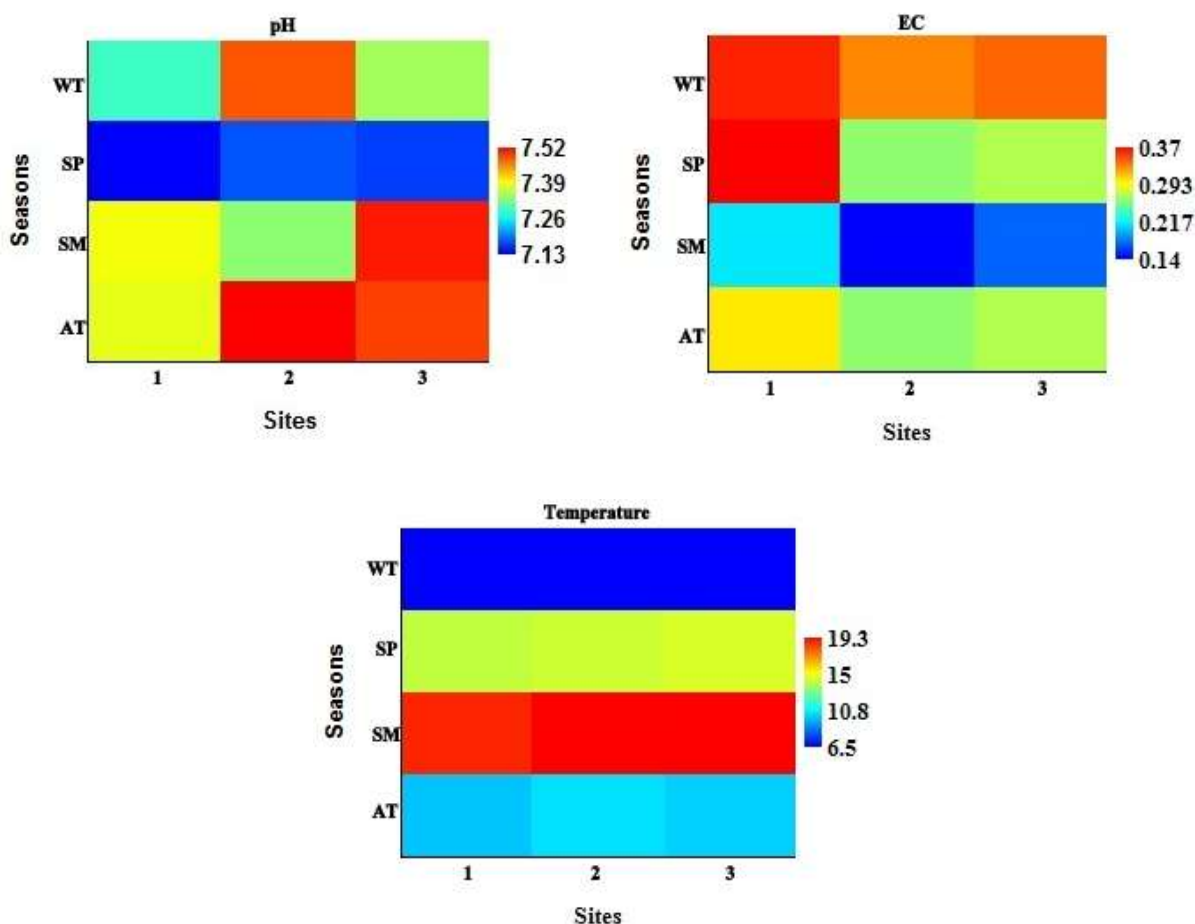 pH
WT
SP
SM
AT
Seasons
1 2 3
Sites
7.52
7.39
7.26
7.13
EC
WT
SP
SM
AT
Seasons
1 2 3
Sites
0.37
0.293
0.217
0.14
Temperature
WT
SP
SM
AT
Seasons
1 2 3
Sites
19.3
15
10.8
6.5